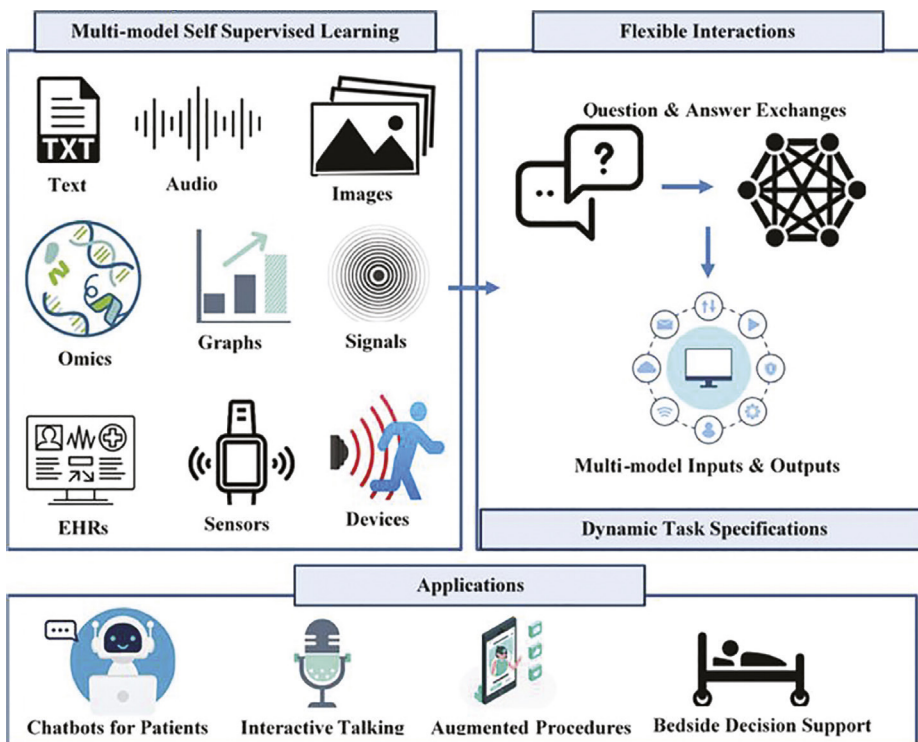 Multi-model Self Supervised Learning
TXT
Text
Audio
Images
Omics
Graphs
Signals
EHRs
Sensors
Devices
Flexible Interactions
Question & Answer Exchanges
?
Multi-model Inputs & Outputs
Dynamic Task Specifications
Applications
Chatbots for Patients
Interactive Talking
Augmented Procedures
Bedside Decision Support